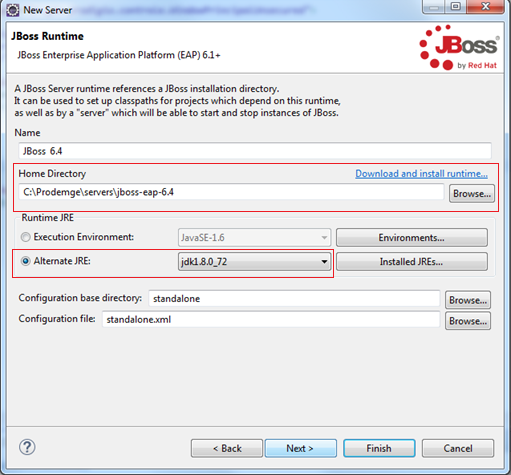 New Server
JBoss Runtime
JBoss Enterprise Application Platform (EAP) 6.1+
JBoss
by Red Hat
A JBoss Server runtime references a JBoss installation directory.
It can be used to set up classpaths for projects which depend on this runtime,
as well as by a "server" which will be able to start and stop instances of JBoss.
Name
JBoss 6.4
Home Directory
Download and install runtime...
C:\Prodemge\servers\jboss-eap-6.4
Browse...
Runtime JRE
Execution Environment:
JavaSE-1.6
Environments...
Alternate JRE:
jdk1.8.0_72
Installed JREs...
Configuration base directory:
standalone
Browse...
Configuration file:
standalone.xml
Browse...
?
< Back
Next >
Finish
Cancel